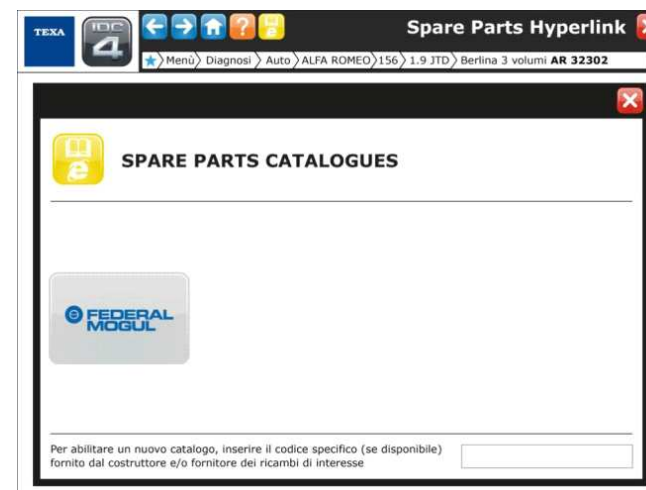 TEXA
IDC
4
?
Spare Parts Hyperlink
Menù
Diagnosi
Auto
ALFA ROMEO
156
1.9 JTD
Berlina 3 volumi AR 32302
SPARE PARTS CATALOGUES
FEDERAL
MOGUL
Per abilitare un nuovo catalogo, inserire il codice specifico (se disponibile)
fornito dal costruttore e/o fornitore dei ricambi di interesse